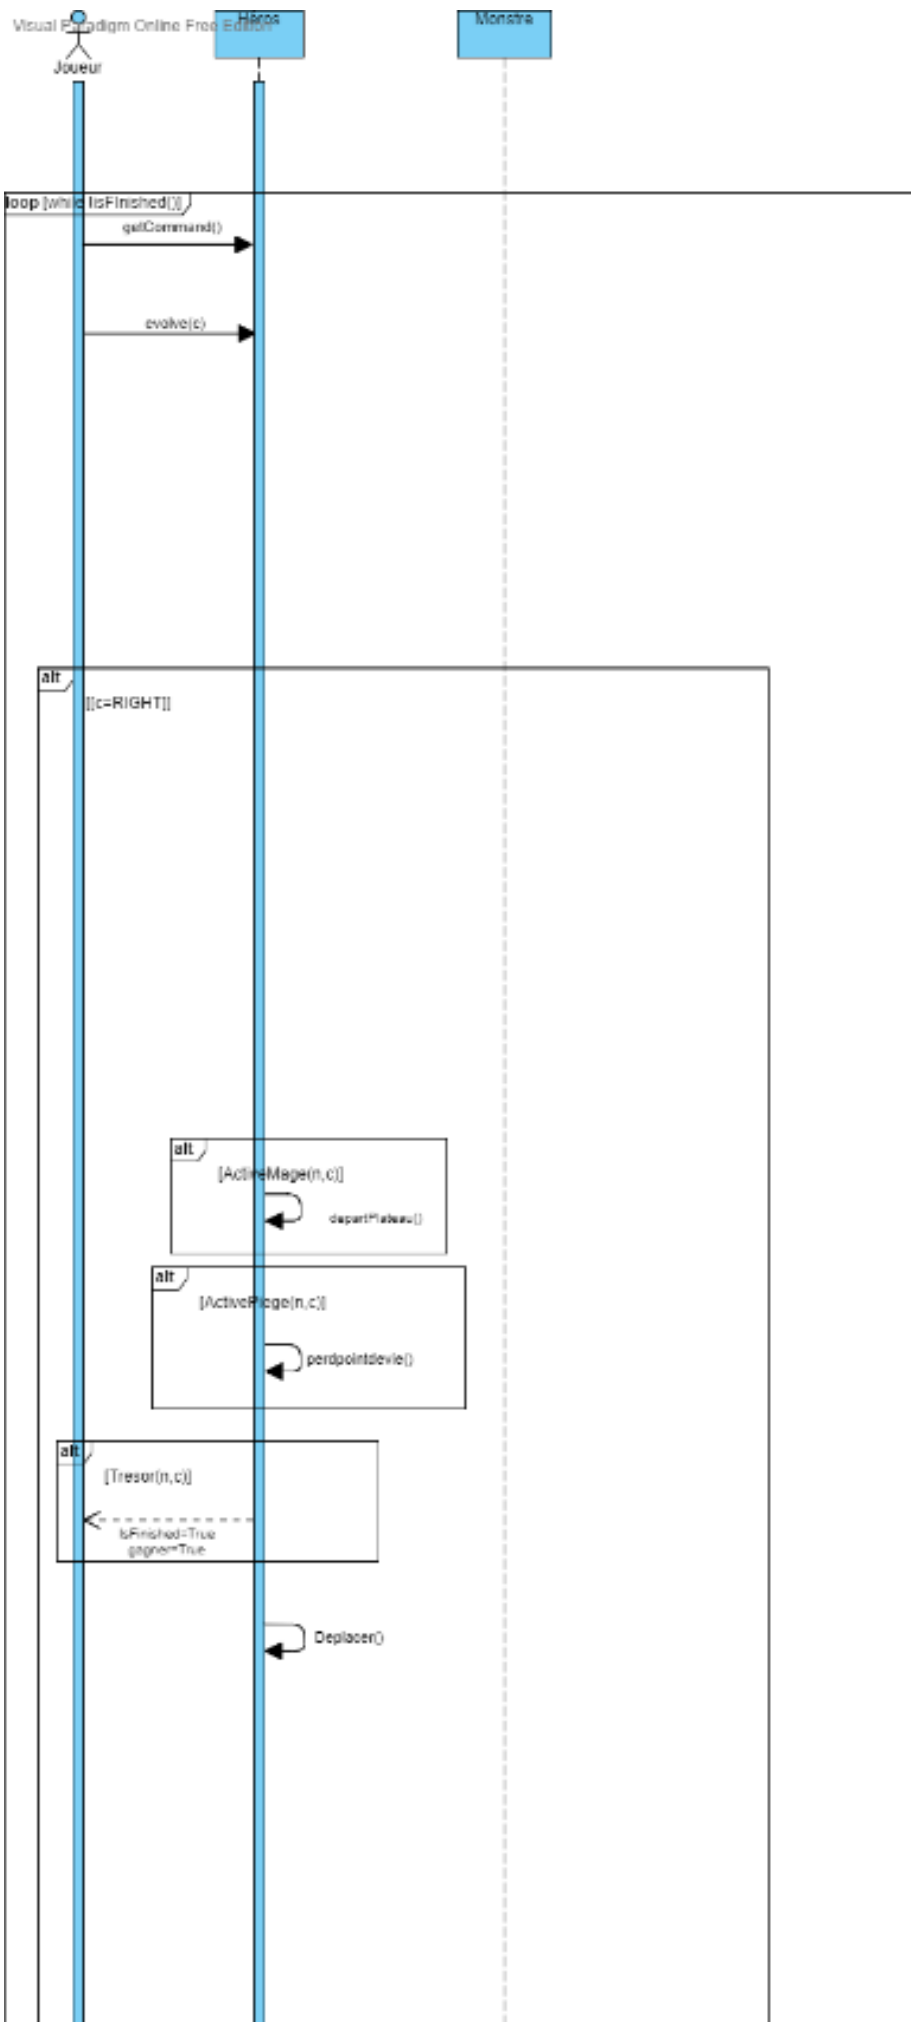 Visual Paradigm Online Free Edition
Héros
Monstre
Joueur
loop [while !isFinished()]
getCommand()
evolve(c)
alt
[[c=RIGHT]]
alt
[ActiveMage(n,c)]
departPlateau()
alt
[ActivePiege(n,c)]
perdpointdevie()
alt
[Tresor(n,c)]
IsFinished=True
gagner=True
Deplacer()